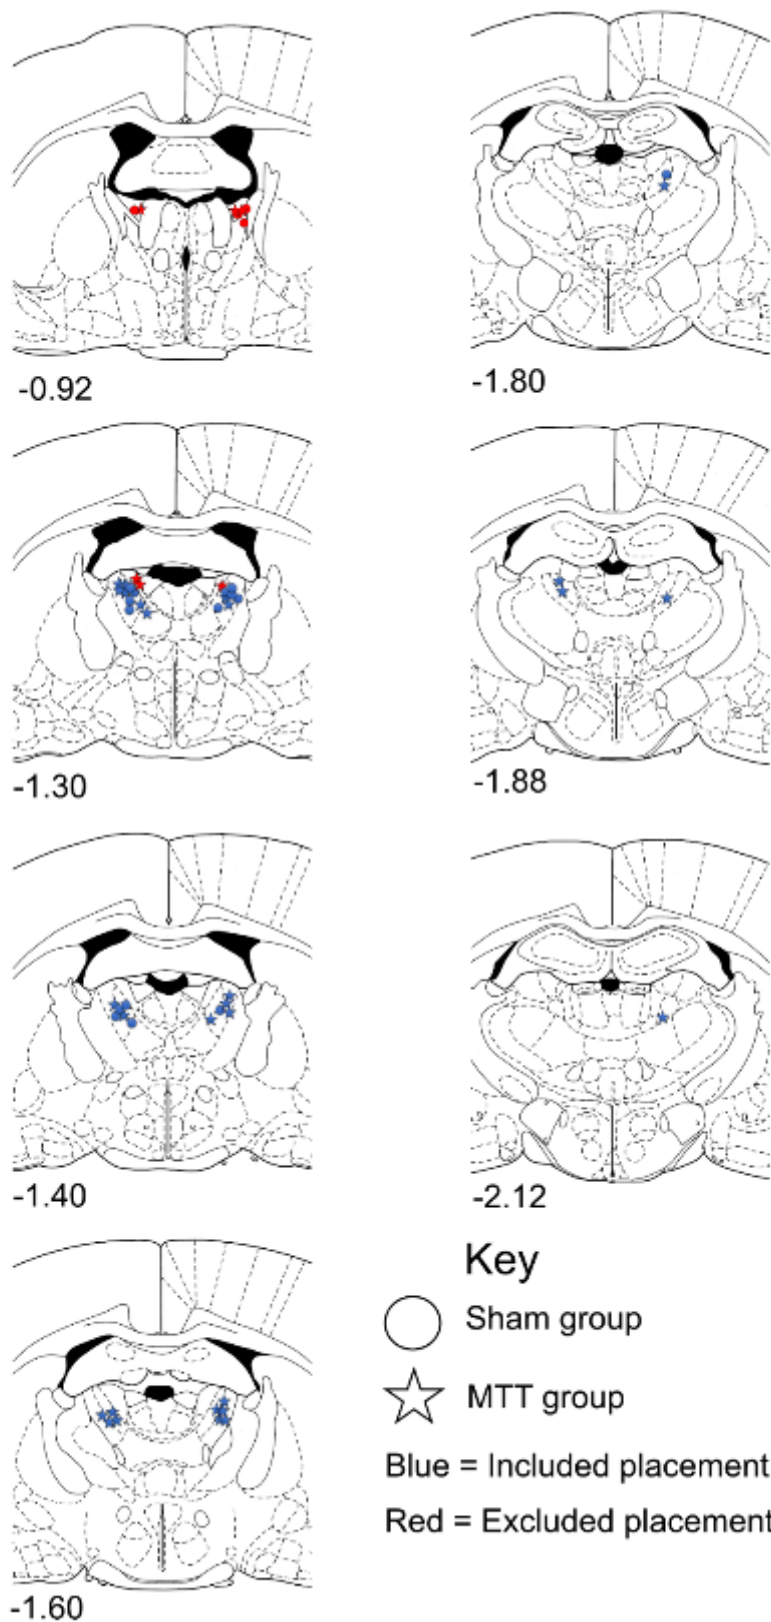 -0.92
-1.80
-1.30
-1.88
-1.40
-2.12
-1.60
Key
Sham group
MTT group
Blue = Included placement
Red = Excluded placement